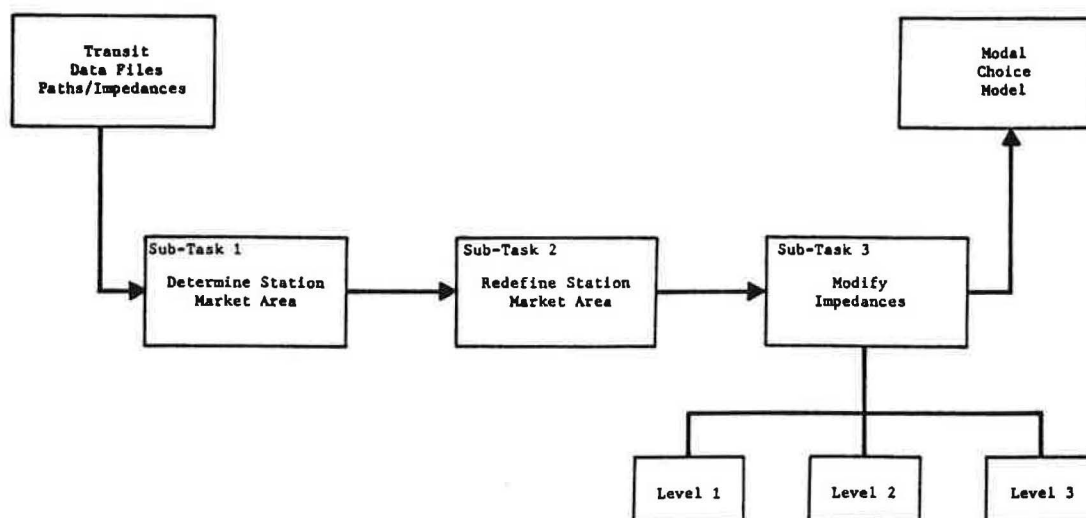 Transit
Data Files
Paths/Impedances
Modal
Choice
Model
Sub-Task 1
Determine Station
Market Area
Sub-Task 2
Redefine Station
Market Area
Sub-Task 3
Modify
Impedances
Level 1
Level 2
Level 3